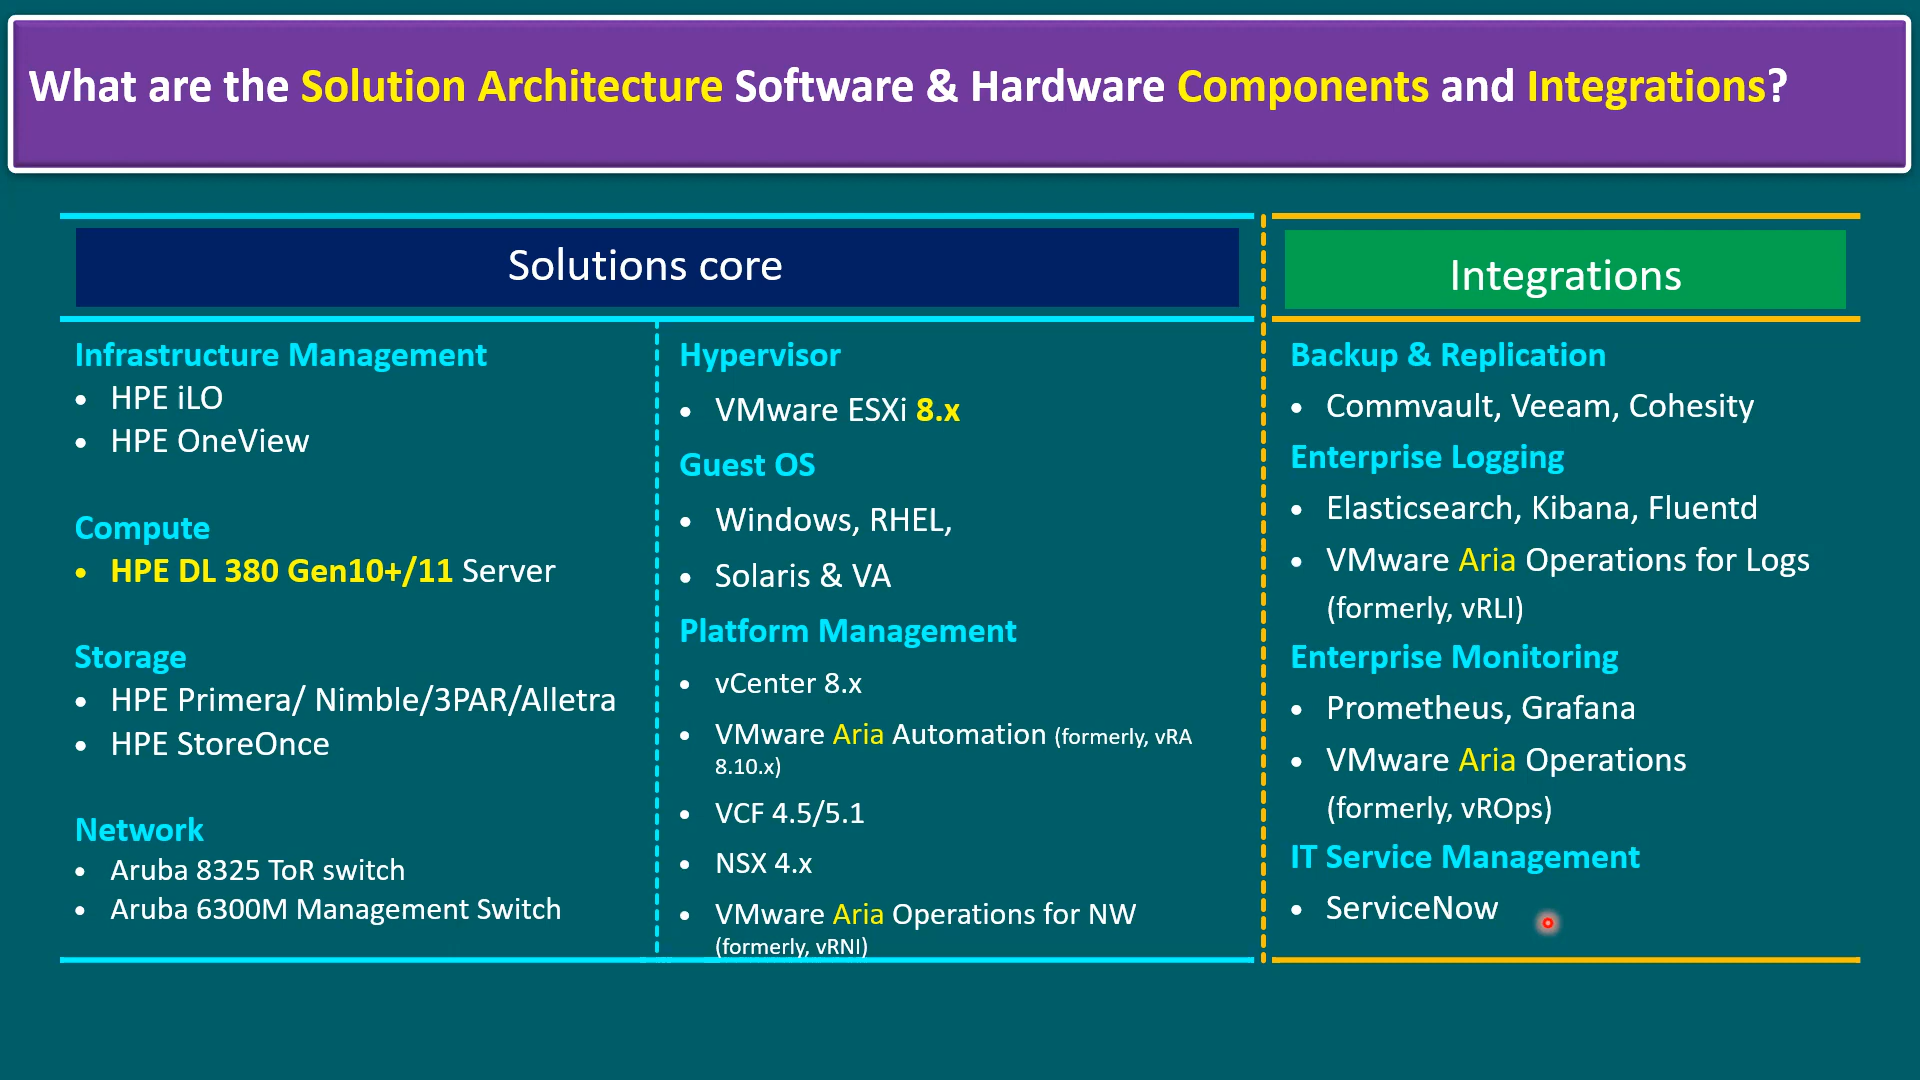 What are the Solution Architecture Software & Hardware Components and Integrations?
Solutions core
Infrastructure Management
• HPE iLO
• HPE OneView
Compute
• HPE DL 380 Gen10+/11 Server
Storage
• HPE Primera/ Nimble/3PAR/Alletra
• HPE StoreOnce
Network
• Aruba 8325 ToR switch
• Aruba 6300M Management Switch
Hypervisor
• VMware ESXi 8.x
Guest OS
• Windows, RHEL,
• Solaris & VA
Platform Management
• vCenter 8.x
• VMware Aria Automation (formerly, vRA
8.10.x)
• VCF 4.5/5.1
• NSX 4.x
• VMware Aria Operations for NW
(formerly, vRNI)
Integrations
Backup & Replication
• Commvault, Veeam, Cohesity
Enterprise Logging
• Elasticsearch, Kibana, Fluentd
• VMware Aria Operations for Logs
(formerly, vRLI)
Enterprise Monitoring
• Prometheus, Grafana
• VMware Aria Operations
(formerly, vROps)
IT Service Management
• ServiceNow